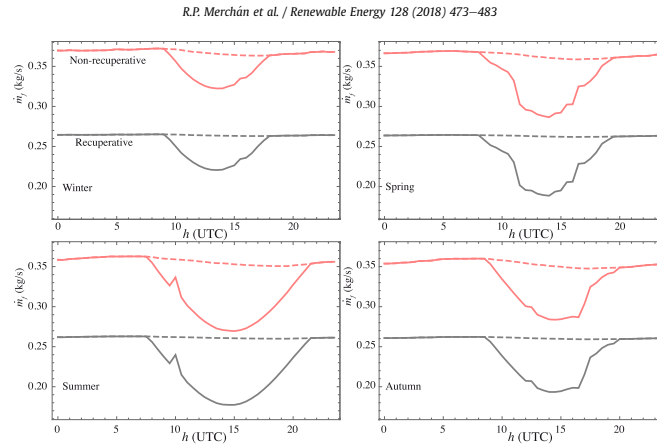 R.P. Merchán et al. / Renewable Energy 128 (2018) 473–483
Non-recuperative
0.35
0.30
0.25
0.20
ṁf (kg/s)
Recuperative
Winter
0 5 10 15 20
h (UTC)
0.35
0.30
0.25
0.20
ṁf (kg/s)
Spring
0 5 10 15 20
h (UTC)
0.35
0.30
0.25
0.20
ṁf (kg/s)
Summer
0 5 10 15 20
h (UTC)
0.35
0.30
0.25
0.20
ṁf (kg/s)
Autumn
0 5 10 15 20
h (UTC)